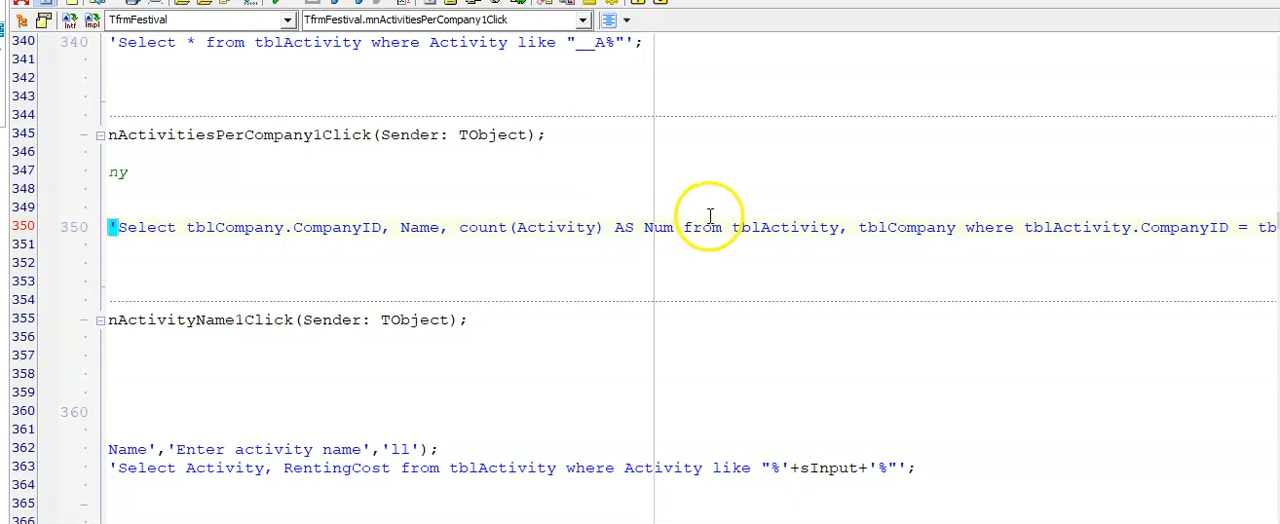 TfrmFestival TfrmFestival.mnActivitiesPerCompany1Click
340 340 'Select * from tblActivity where Activity like "__A%"';
341
342
343
344
345 nActivitiesPerCompany1Click(Sender: TObject);
346
347 ny
348
349
350 350 'Select tblCompany.CompanyID, Name, count(Activity) AS Num from tblActivity, tblCompany where tblActivity.CompanyID = tb
351
352
353
354
355 nActivityName1Click(Sender: TObject);
356
357
358
359
360 360
361
362 Name','Enter activity name','ll');
363 'Select Activity, RentingCost from tblActivity where Activity like "%'+sInput+'%"';
364
365
366